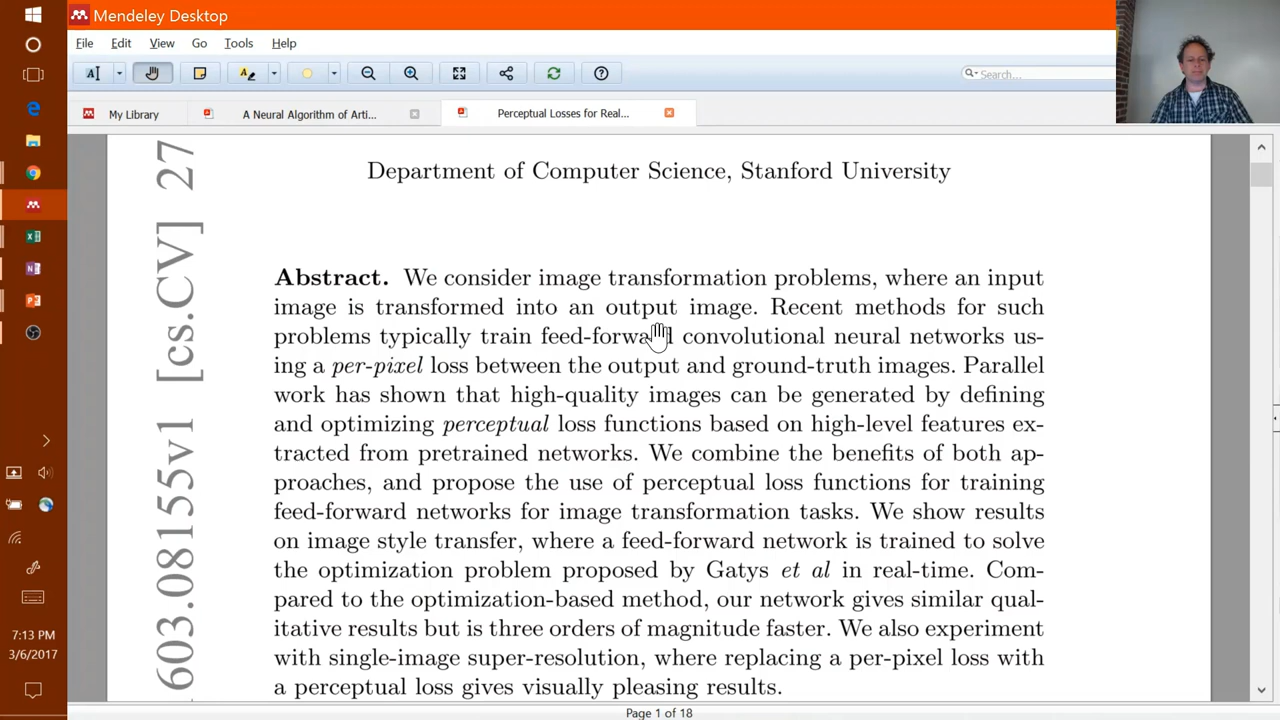 Mendeley Desktop
File Edit View Go Tools Help
Search...
My Library
A Neural Algorithm of Arti...
Perceptual Losses for Real...
Department of Computer Science, Stanford University
603.08155v1 [cs.CV] 27
Abstract. We consider image transformation problems, where an input
image is transformed into an output image. Recent methods for such
problems typically train feed-forward convolutional neural networks us-
ing a per-pixel loss between the output and ground-truth images. Parallel
work has shown that high-quality images can be generated by defining
and optimizing perceptual loss functions based on high-level features ex-
tracted from pretrained networks. We combine the benefits of both ap-
proaches, and propose the use of perceptual loss functions for training
feed-forward networks for image transformation tasks. We show results
on image style transfer, where a feed-forward network is trained to solve
the optimization problem proposed by Gatys et al in real-time. Com-
pared to the optimization-based method, our network gives similar qual-
itative results but is three orders of magnitude faster. We also experiment
with single-image super-resolution, where replacing a per-pixel loss with
a perceptual loss gives visually pleasing results.
7:13 PM
3/6/2017
Page 1 of 18